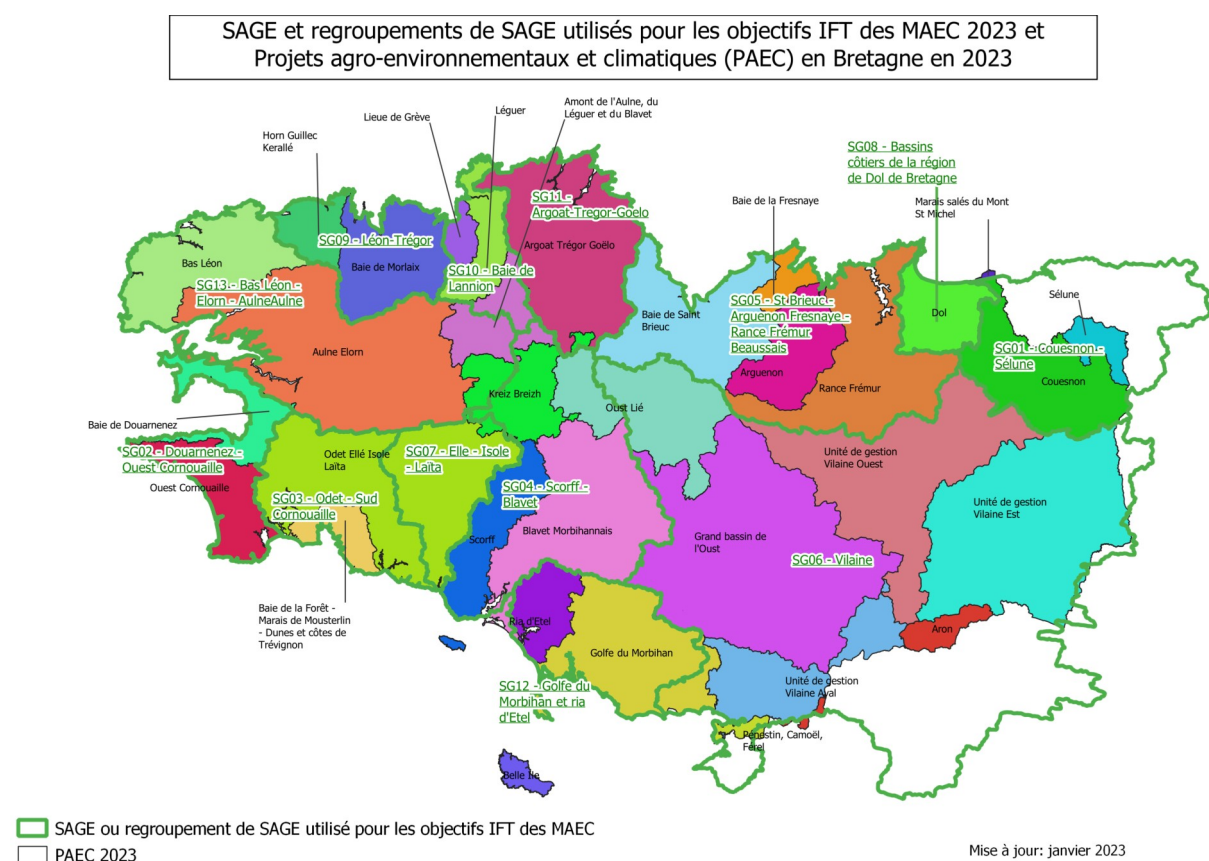 SAGE et regroupements de SAGE utilisés pour les objectifs IFT des MAEC 2023 et
Projets agro-environnementaux et climatiques (PAEC) en Bretagne en 2023
Amont de l'Aulne, du
Léguer et du Blavet
Léguer
Lieue de Grève
Horn Guillec
Kerallé
SG08 - Bassins
côtiers de la région
de Dol de Bretagne
Baie de la Fresnaye
Marais salés du Mont
St Michel
SG11 -
Argoat-Tregor-Goëlo
Argoat Trégor Goëlo
SG09 - Léon-Trégor
Baie de Morlaix
Bas Léon
SG10 - Baie de
Lannion
SG13 - Bas Léon -
Elorn - AulneAulne
Aulne Elorn
Baie de Saint
Brieuc
SG05 - St Brieuc -
Arguenon Fresnaye -
Rance Frémur
Beaussais
Dol
Sélune
SG01 - Couesnon -
Sélune
Couesnon
Arguenon
Rance Frémur
Kreiz Breizh
Oust Lié
Baie de Douarnenez
SG02 - Douarnenez -
Ouest Cornouaille
Ouest Cornouaille
Odet Ellé Isole
Laïta
SG07 - Elle - Isole
- Laïta
SG03 - Odet - Sud
Cornouaille
SG04 - Scorff -
Blavet
Blavet Morbihannais
Scorff
Unité de gestion
Vilaine Ouest
Unité de gestion
Vilaine Est
Grand bassin de
l'Oust
SG06 - Vilaine
Baie de la Forêt -
Marais de Mousterlin
- Dunes et côtes de
Trévignon
Ria d'Etel
Golfe du Morbihan
Aron
SG12 - Golfe du
Morbihan et ria
d'Etel
Unité de gestion
Vilaine Aval
Pénestin, Camoël,
Férel
Belle Ile
SAGE ou regroupement de SAGE utilisé pour les objectifs IFT des MAEC
PAEC 2023
Mise à jour: janvier 2023